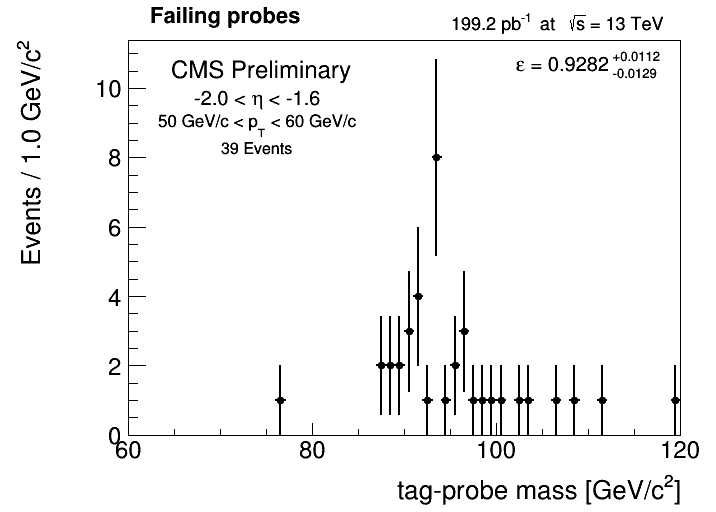 Failing probes
199.2 pb⁻¹ at √s = 13 TeV
CMS Preliminary
-2.0 < η < -1.6
50 GeV/c < p_T < 60 GeV/c
39 Events
ε = 0.9282 +0.0112 -0.0129
Events / 1.0 GeV/c²
10
8
6
4
2
0
60 80 100 120
tag-probe mass [GeV/c²]